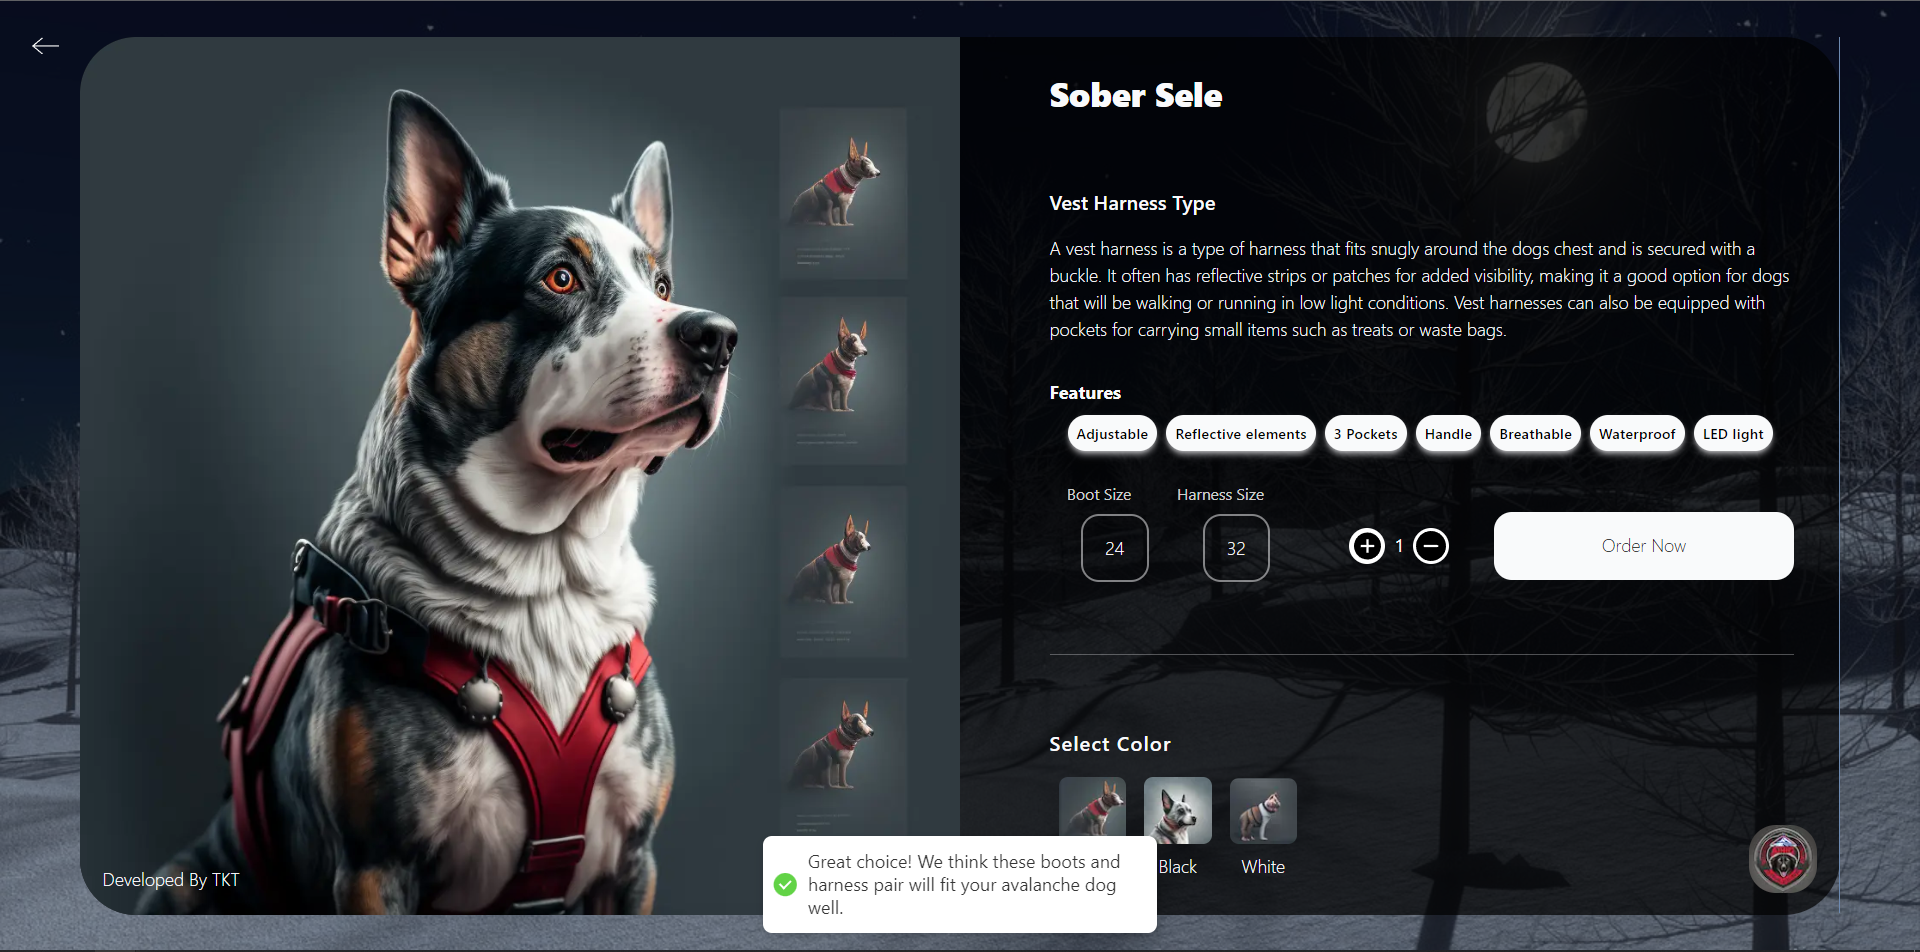 Sober Sele
Vest Harness Type
A vest harness is a type of harness that fits snugly around the dogs chest and is secured with a
buckle. It often has reflective strips or patches for added visibility, making it a good option for dogs
that will be walking or running in low light conditions. Vest harnesses can also be equipped with
pockets for carrying small items such as treats or waste bags.
Features
Adjustable Reflective elements 3 Pockets Handle Breathable Waterproof LED light
Boot Size Harness Size
24 32 1 Order Now
Select Color
Black White
Developed By TKT
Great choice! We think these boots and
harness pair will fit your avalanche dog
well.